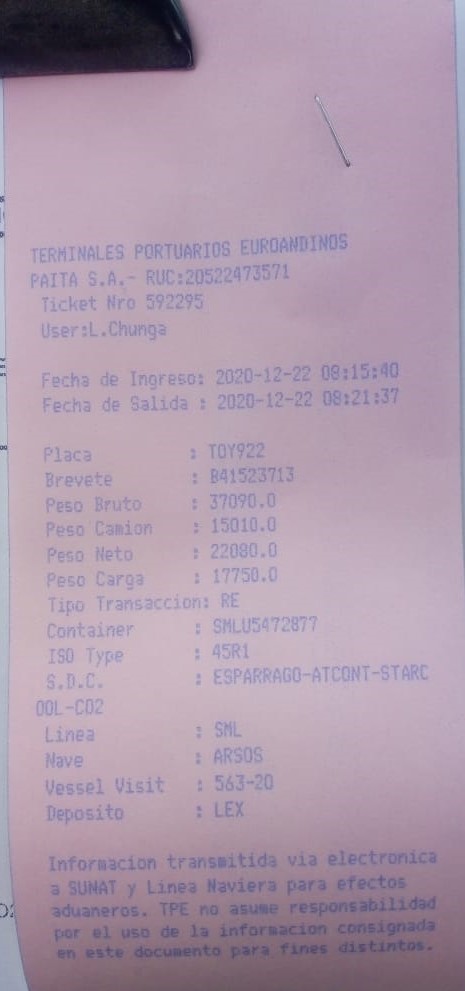 TERMINALES PORTUARIOS EUROANDINOS
PAITA S.A.- RUC:20522473571
Ticket Nro 592295
User:L.Chunga
Fecha de Ingreso: 2020-12-22 08:15:40
Fecha de Salida : 2020-12-22 08:21:37
Placa : TOY922
Brevete : B41523713
Peso Bruto : 37090.0
Peso Camion : 15010.0
Peso Neto : 22080.0
Peso Carga : 17750.0
Tipo Transaccion: RE
Container : SMLU5472877
ISO Type : 45R1
S.D.C. : ESPARRAGO-ATCONT-STARC
OOL-CO2
Linea : SML
Nave : ARSOS
Vessel Visit : 563-20
Deposito : LEX
Informacion transmitida via electronica
a SUNAT y Linea Naviera para efectos
aduaneros. TPE no asume responsabilidad
por el uso de la informacion consignada
en este documento para fines distintos.